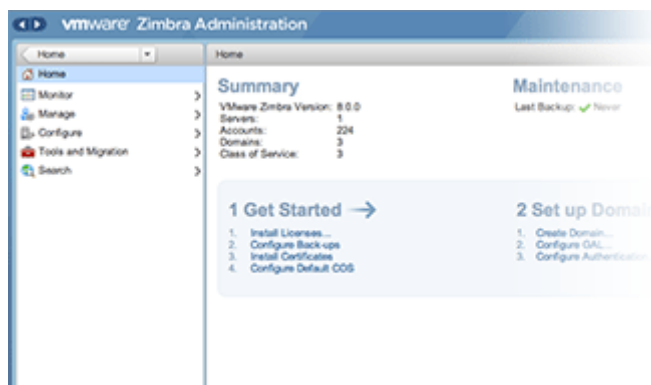 vmware Zimbra Administration
Home
Home
Home
Monitor
Manage
Configure
Tools and Migration
Search
Summary
VMware Zimbra Version: 8.0.0
Servers: 1
Accounts: 224
Domains: 3
Class of Service: 3
Maintenance
Last Backup: Never
1 Get Started
1. Install Licenses...
2. Configure Back-ups
3. Install Certificates
4. Configure Default COS
2 Set up Domai
1. Create Domain...
2. Configure GAL...
3. Configure Authentication